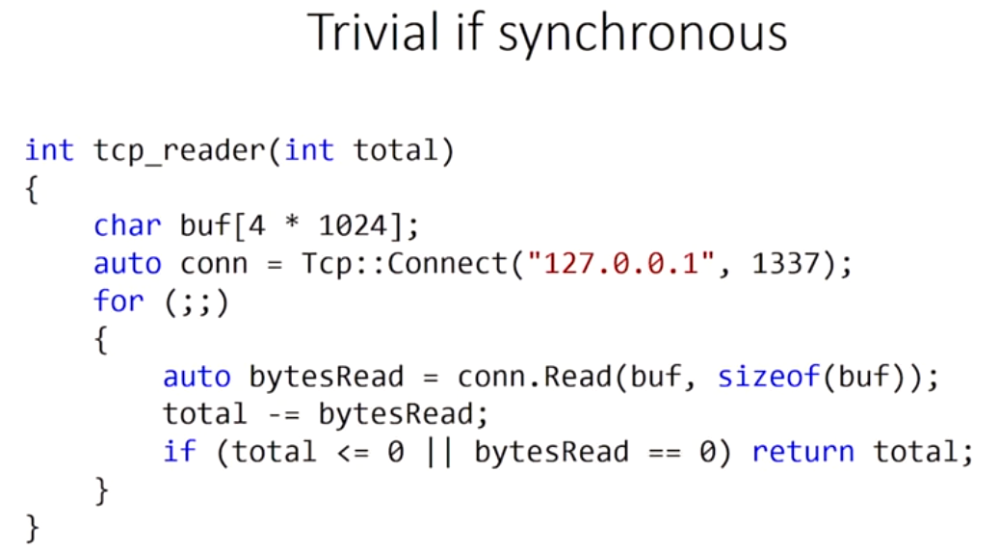 Trivial if synchronous
int tcp_reader(int total)
{
    char buf[4 * 1024];
    auto conn = Tcp::Connect("127.0.0.1", 1337);
    for (;;)
    {
        auto bytesRead = conn.Read(buf, sizeof(buf));
        total -= bytesRead;
        if (total <= 0 || bytesRead == 0) return total;
    }
}